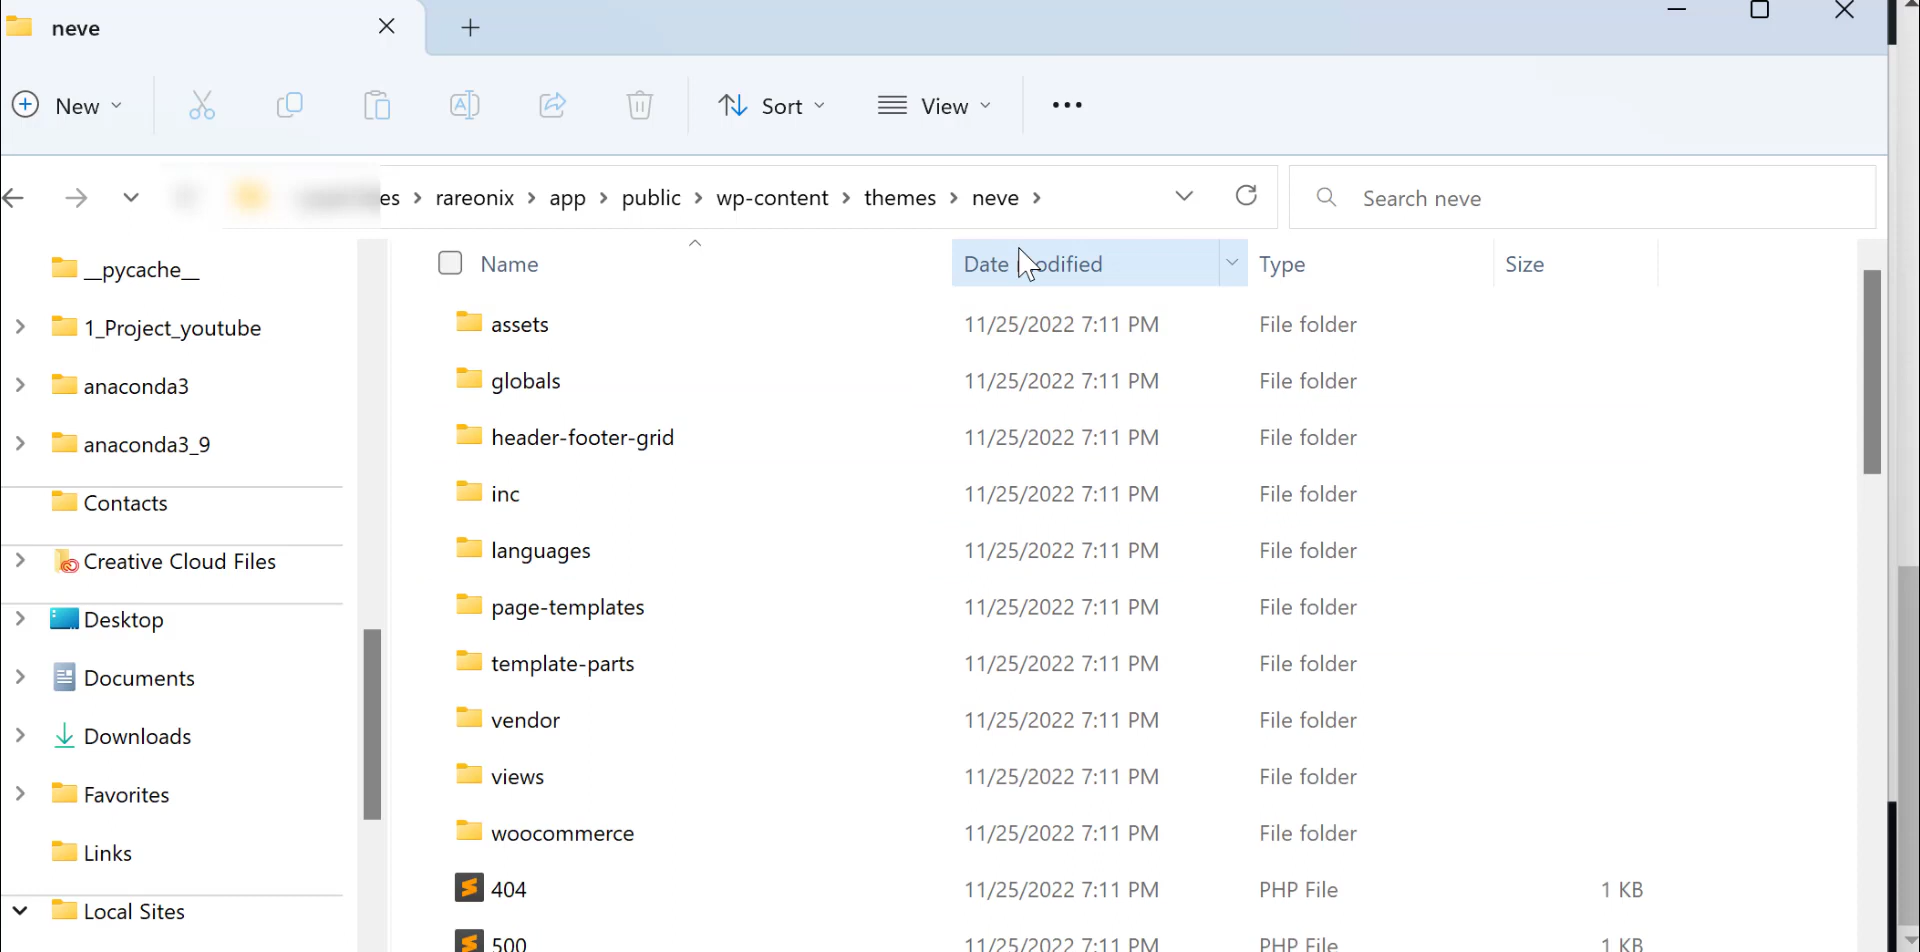 neve
New
Sort
View
es > rareonix > app > public > wp-content > themes > neve >
Search neve
Name Date modified Type Size
__pycache__
1_Project_youtube
anaconda3
anaconda3_9
Contacts
Creative Cloud Files
Desktop
Documents
Downloads
Favorites
Links
Local Sites
assets 11/25/2022 7:11 PM File folder
globals 11/25/2022 7:11 PM File folder
header-footer-grid 11/25/2022 7:11 PM File folder
inc 11/25/2022 7:11 PM File folder
languages 11/25/2022 7:11 PM File folder
page-templates 11/25/2022 7:11 PM File folder
template-parts 11/25/2022 7:11 PM File folder
vendor 11/25/2022 7:11 PM File folder
views 11/25/2022 7:11 PM File folder
woocommerce 11/25/2022 7:11 PM File folder
404 11/25/2022 7:11 PM PHP File 1 KB
500 11/25/2022 7:11 PM PHP File 1 KB